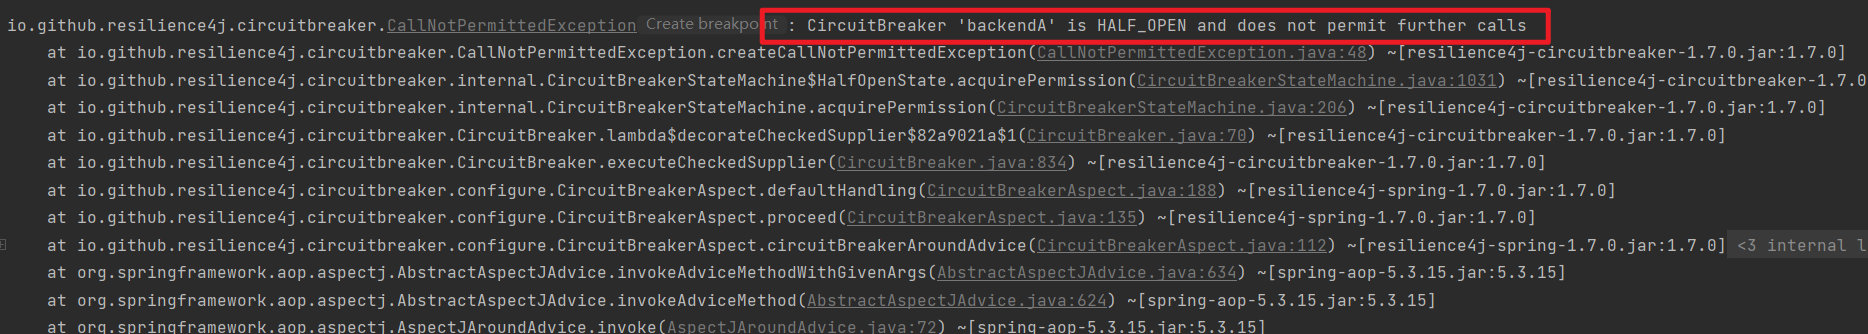 io.github.resilience4j.circuitbreaker.CallNotPermittedException Create breakpoint : CircuitBreaker 'backendA' is HALF_OPEN and does not permit further calls
at io.github.resilience4j.circuitbreaker.CallNotPermittedException.createCallNotPermittedException(CallNotPermittedException.java:48) ~[resilience4j-circuitbreaker-1.7.0.jar:1.7.0]
at io.github.resilience4j.circuitbreaker.internal.CircuitBreakerStateMachine$HalfOpenState.acquirePermission(CircuitBreakerStateMachine.java:1031) ~[resilience4j-circuitbreaker-1.7.0
at io.github.resilience4j.circuitbreaker.internal.CircuitBreakerStateMachine.acquirePermission(CircuitBreakerStateMachine.java:206) ~[resilience4j-circuitbreaker-1.7.0.jar:1.7.0]
at io.github.resilience4j.circuitbreaker.CircuitBreaker.lambda$decorateCheckedSupplier$82a9021a$1(CircuitBreaker.java:70) ~[resilience4j-circuitbreaker-1.7.0.jar:1.7.0]
at io.github.resilience4j.circuitbreaker.CircuitBreaker.executeCheckedSupplier(CircuitBreaker.java:834) ~[resilience4j-circuitbreaker-1.7.0.jar:1.7.0]
at io.github.resilience4j.circuitbreaker.configure.CircuitBreakerAspect.defaultHandling(CircuitBreakerAspect.java:188) ~[resilience4j-spring-1.7.0.jar:1.7.0]
at io.github.resilience4j.circuitbreaker.configure.CircuitBreakerAspect.proceed(CircuitBreakerAspect.java:135) ~[resilience4j-spring-1.7.0.jar:1.7.0]
at io.github.resilience4j.circuitbreaker.configure.CircuitBreakerAspect.circuitBreakerAroundAdvice(CircuitBreakerAspect.java:112) ~[resilience4j-spring-1.7.0.jar:1.7.0] <3 internal l
at org.springframework.aop.aspectj.AbstractAspectJAdvice.invokeAdviceMethodWithGivenArgs(AbstractAspectJAdvice.java:634) ~[spring-aop-5.3.15.jar:5.3.15]
at org.springframework.aop.aspectj.AbstractAspectJAdvice.invokeAdviceMethod(AbstractAspectJAdvice.java:624) ~[spring-aop-5.3.15.jar:5.3.15]
at org.springframework.aop.aspectj.AspectJAroundAdvice.invoke(AspectJAroundAdvice.java:72) ~[spring-aop-5.3.15.jar:5.3.15]